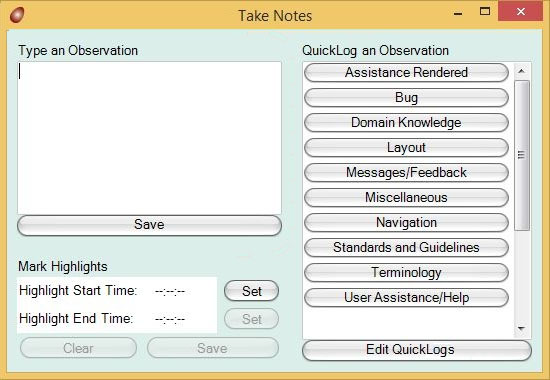 Take Notes
Type an Observation
Save
Mark Highlights
Highlight Start Time: --:--:-- Set
Highlight End Time: --:--:-- Set
Clear Save
QuickLog an Observation
Assistance Rendered
Bug
Domain Knowledge
Layout
Messages/Feedback
Miscellaneous
Navigation
Standards and Guidelines
Terminology
User Assistance/Help
Edit QuickLogs